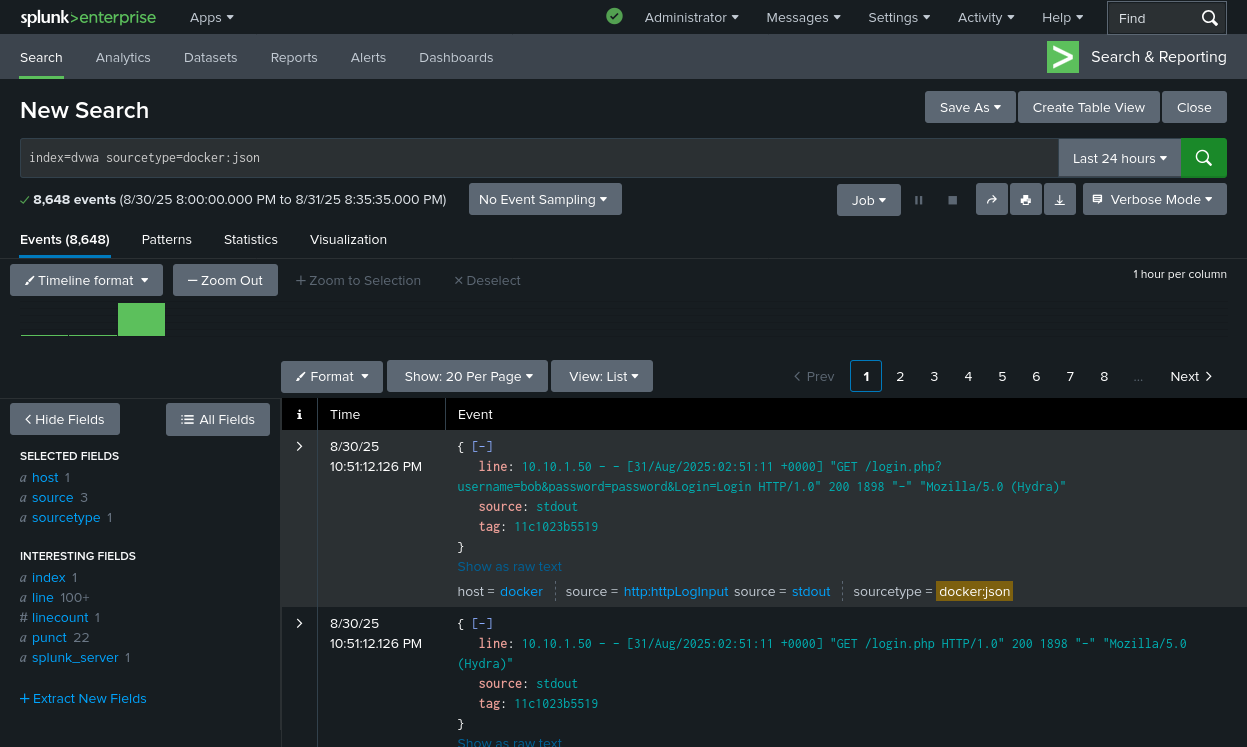 splunk>enterprise Apps Administrator Messages Settings Activity Help Find
Search Analytics Datasets Reports Alerts Dashboards Search & Reporting
New Search Save As Create Table View Close
index=dvwa sourcetype=docker:json Last 24 hours
8,648 events (8/30/25 8:00:00.000 PM to 8/31/25 8:35:35.000 PM) No Event Sampling Job Verbose Mode
Events (8,648) Patterns Statistics Visualization
Timeline format — Zoom Out + Zoom to Selection × Deselect 1 hour per column
Format Show: 20 Per Page View: List < Prev 1 2 3 4 5 6 7 8 ... Next >
< Hide Fields All Fields
SELECTED FIELDS
a host 1
a source 3
a sourcetype 1
INTERESTING FIELDS
a index 1
a line 100+
# linecount 1
a punct 22
a splunk_server 1
+ Extract New Fields
i Time Event
> 8/30/25
10:51:12.126 PM
{ [-]
line: 10.10.1.50 - - [31/Aug/2025:02:51:11 +0000] "GET /login.php?
username=bob&password=password&Login=Login HTTP/1.0" 200 1898 "-" "Mozilla/5.0 (Hydra)"
source: stdout
tag: 11c1023b5519
}
Show as raw text
host = docker source = http:httpLogInput source = stdout sourcetype = docker:json
> 8/30/25
10:51:12.126 PM
{ [-]
line: 10.10.1.50 - - [31/Aug/2025:02:51:11 +0000] "GET /login.php HTTP/1.0" 200 1898 "-" "Mozilla/5.0
(Hydra)"
source: stdout
tag: 11c1023b5519
}
Show as raw text